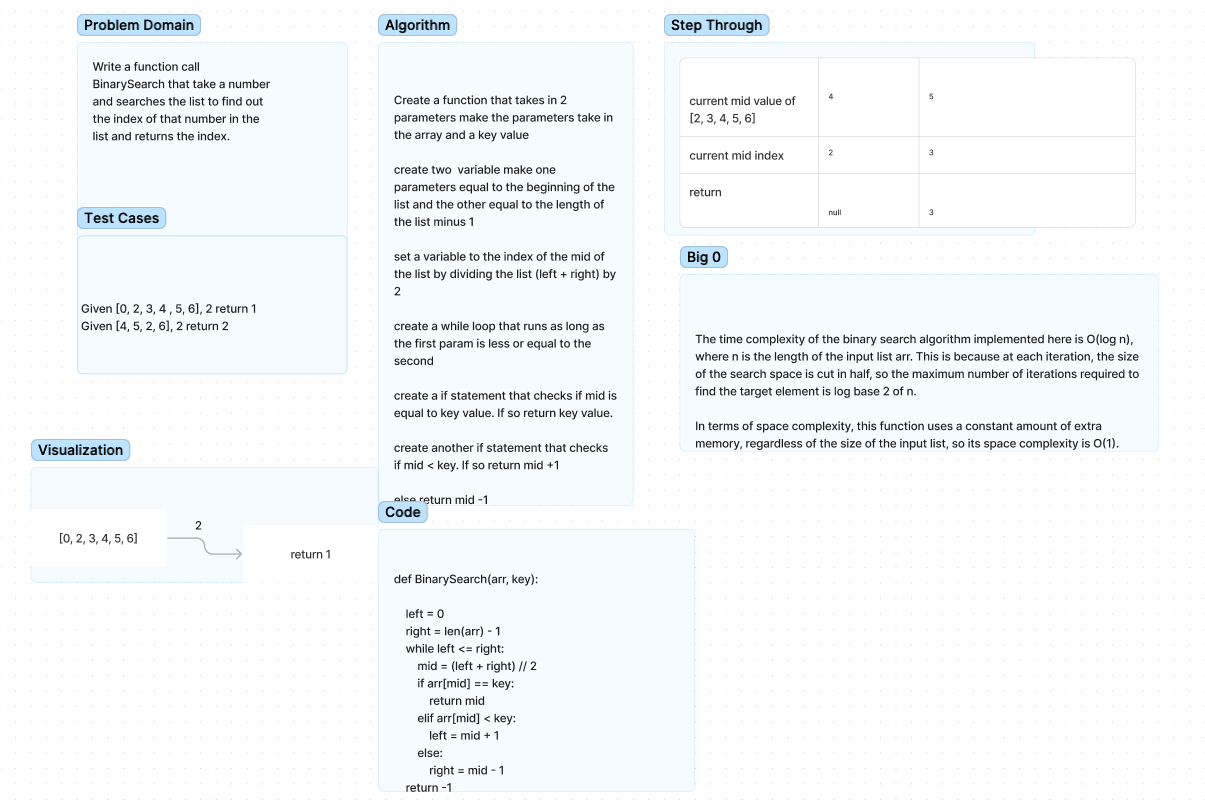 Problem Domain
Write a function call
BinarySearch that take a number
and searches the list to find out
the index of that number in the
list and returns the index.
Test Cases
Given [0, 2, 3, 4 , 5, 6], 2 return 1
Given [4, 5, 2, 6], 2 return 2
Visualization
[0, 2, 3, 4, 5, 6]
2
return 1
Algorithm
Create a function that takes in 2
parameters make the parameters take in
the array and a key value
create two  variable make one
parameters equal to the beginning of the
list and the other equal to the length of
the list minus 1
set a variable to the index of the mid of
the list by dividing the list (left + right) by
2
create a while loop that runs as long as
the first param is less or equal to the
second
create a if statement that checks if mid is
equal to key value. If so return key value.
create another if statement that checks
if mid < key. If so return mid +1
else return mid -1
Code
def BinarySearch(arr, key):
left = 0
right = len(arr) - 1
while left <= right:
mid = (left + right) // 2
if arr[mid] == key:
return mid
elif arr[mid] < key:
left = mid + 1
else:
right = mid - 1
return -1
Step Through
current mid value of
[2, 3, 4, 5, 6]
4
5
current mid index
2
3
return
null
3
Big 0
The time complexity of the binary search algorithm implemented here is O(log n),
where n is the length of the input list arr. This is because at each iteration, the size
of the search space is cut in half, so the maximum number of iterations required to
find the target element is log base 2 of n.
In terms of space complexity, this function uses a constant amount of extra
memory, regardless of the size of the input list, so its space complexity is O(1).